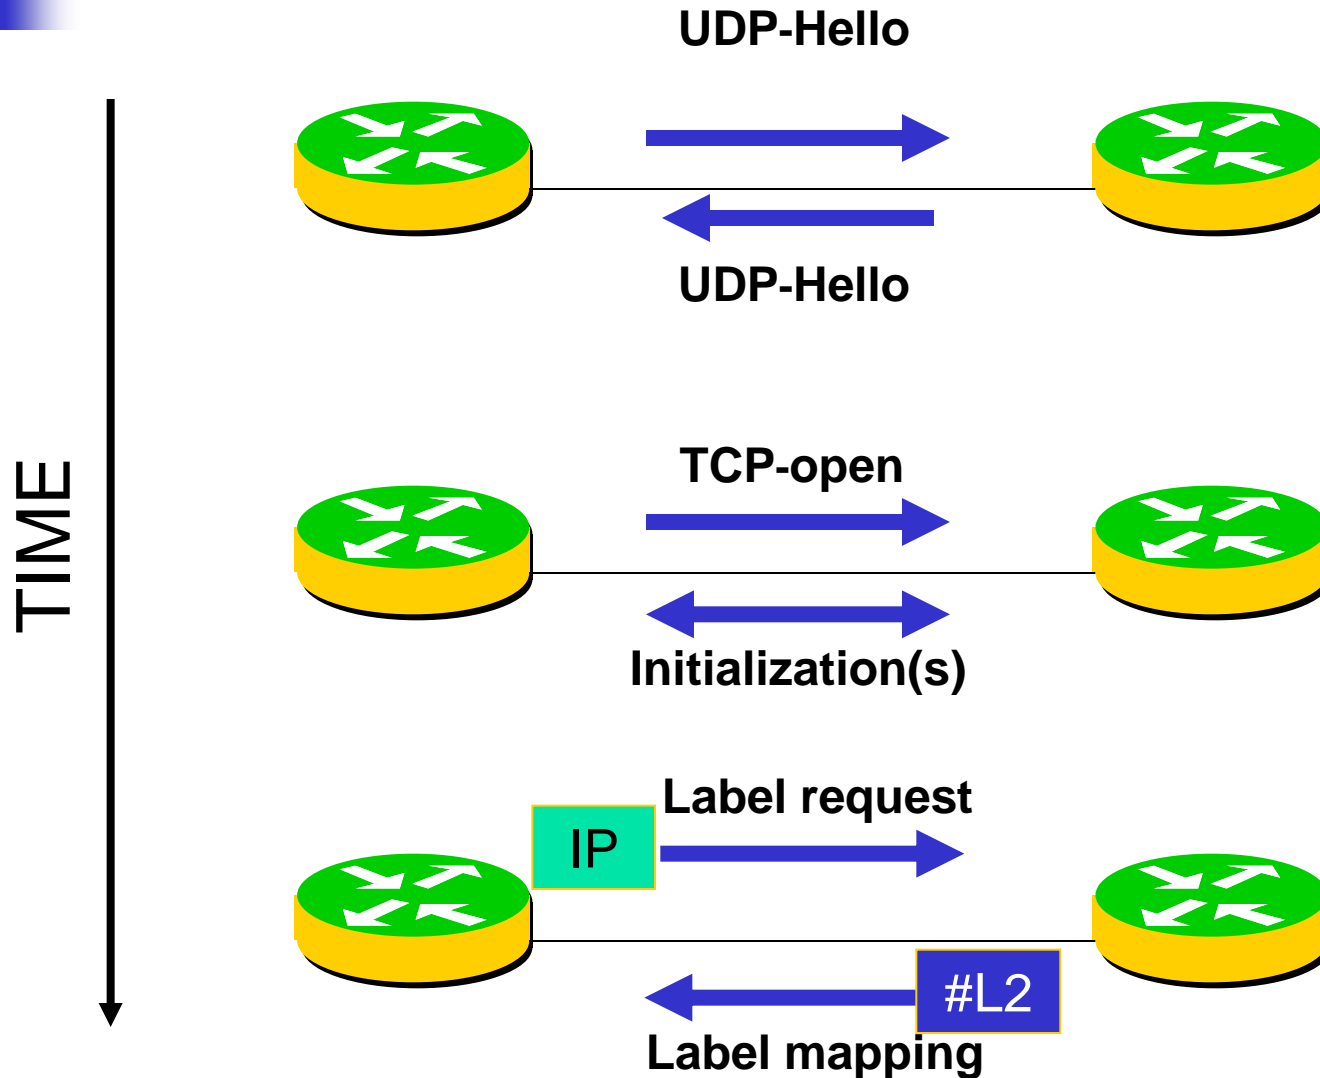 UDP-Hello
UDP-Hello
TIME
TCP-open
Initialization(s)
Label request
IP
#L2
Label mapping